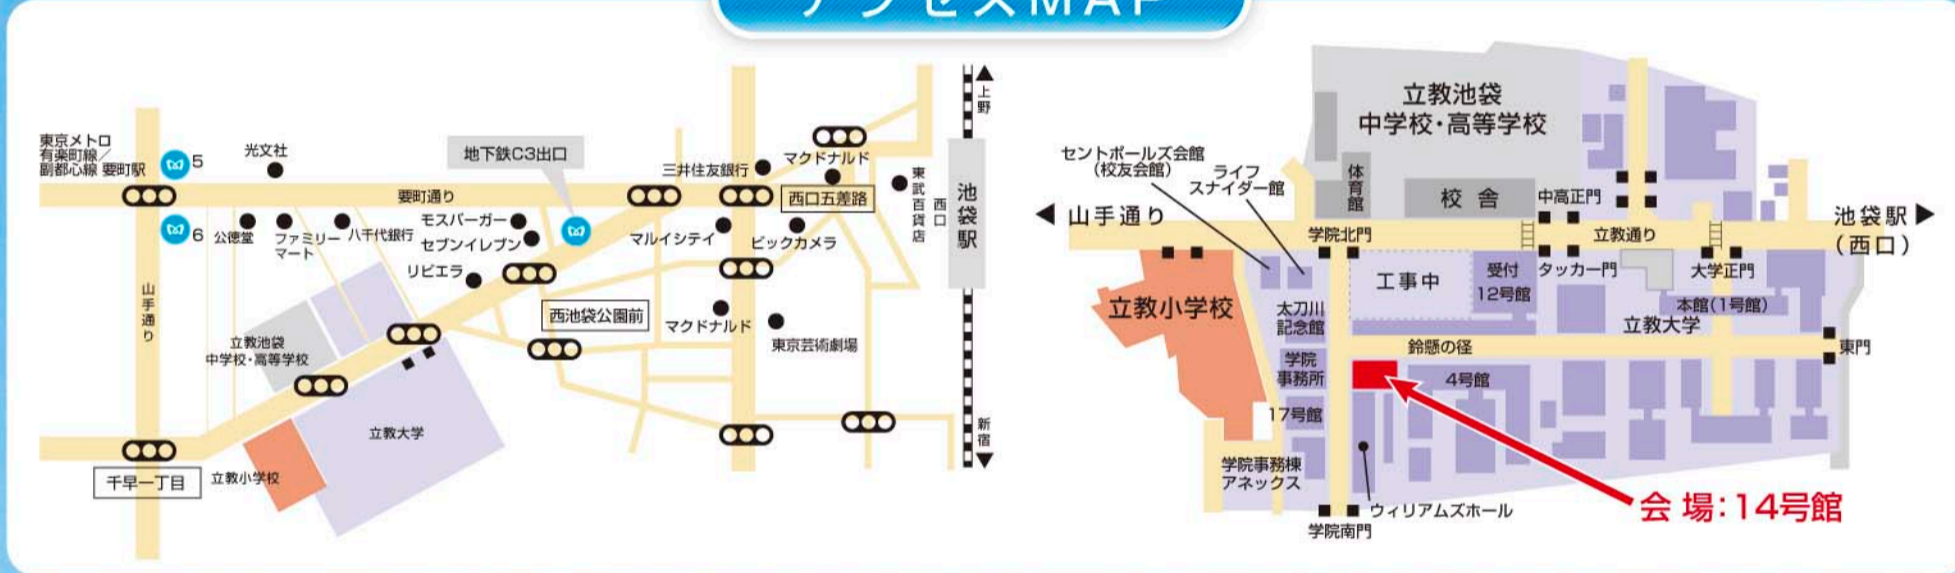 アクセスMAP
東京メトロ
有楽町線／
副都心線 要町駅
5
6
光文社
地下鉄C3出口
三井住友銀行
マクドナルド
西口五差路
東武百貨店
西口
池袋駅
上野
要町通り
公徳堂
ファミリー
マート
八千代銀行
モスバーガー
セブンイレブン
リビエラ
マルイシティ
ビックカメラ
山手通り
西池袋公園前
マクドナルド
東京芸術劇場
立教池袋
中学校・高等学校
立教大学
立教小学校
千早一丁目
新宿
立教池袋
中学校・高等学校
セントポールズ会館
（校友会館）
ライフ
スナイダー館
体育館
校舎
中高正門
山手通り
池袋駅
（西口）
学院北門
立教通り
立教小学校
工事中
受付
12号館
タッカー門
大学正門
本館(1号館)
太刀川
記念館
立教大学
鈴懸の径
東門
学院
事務所
4号館
17号館
学院事務棟
アネックス
ウィリアムズホール
学院南門
会場：14号館